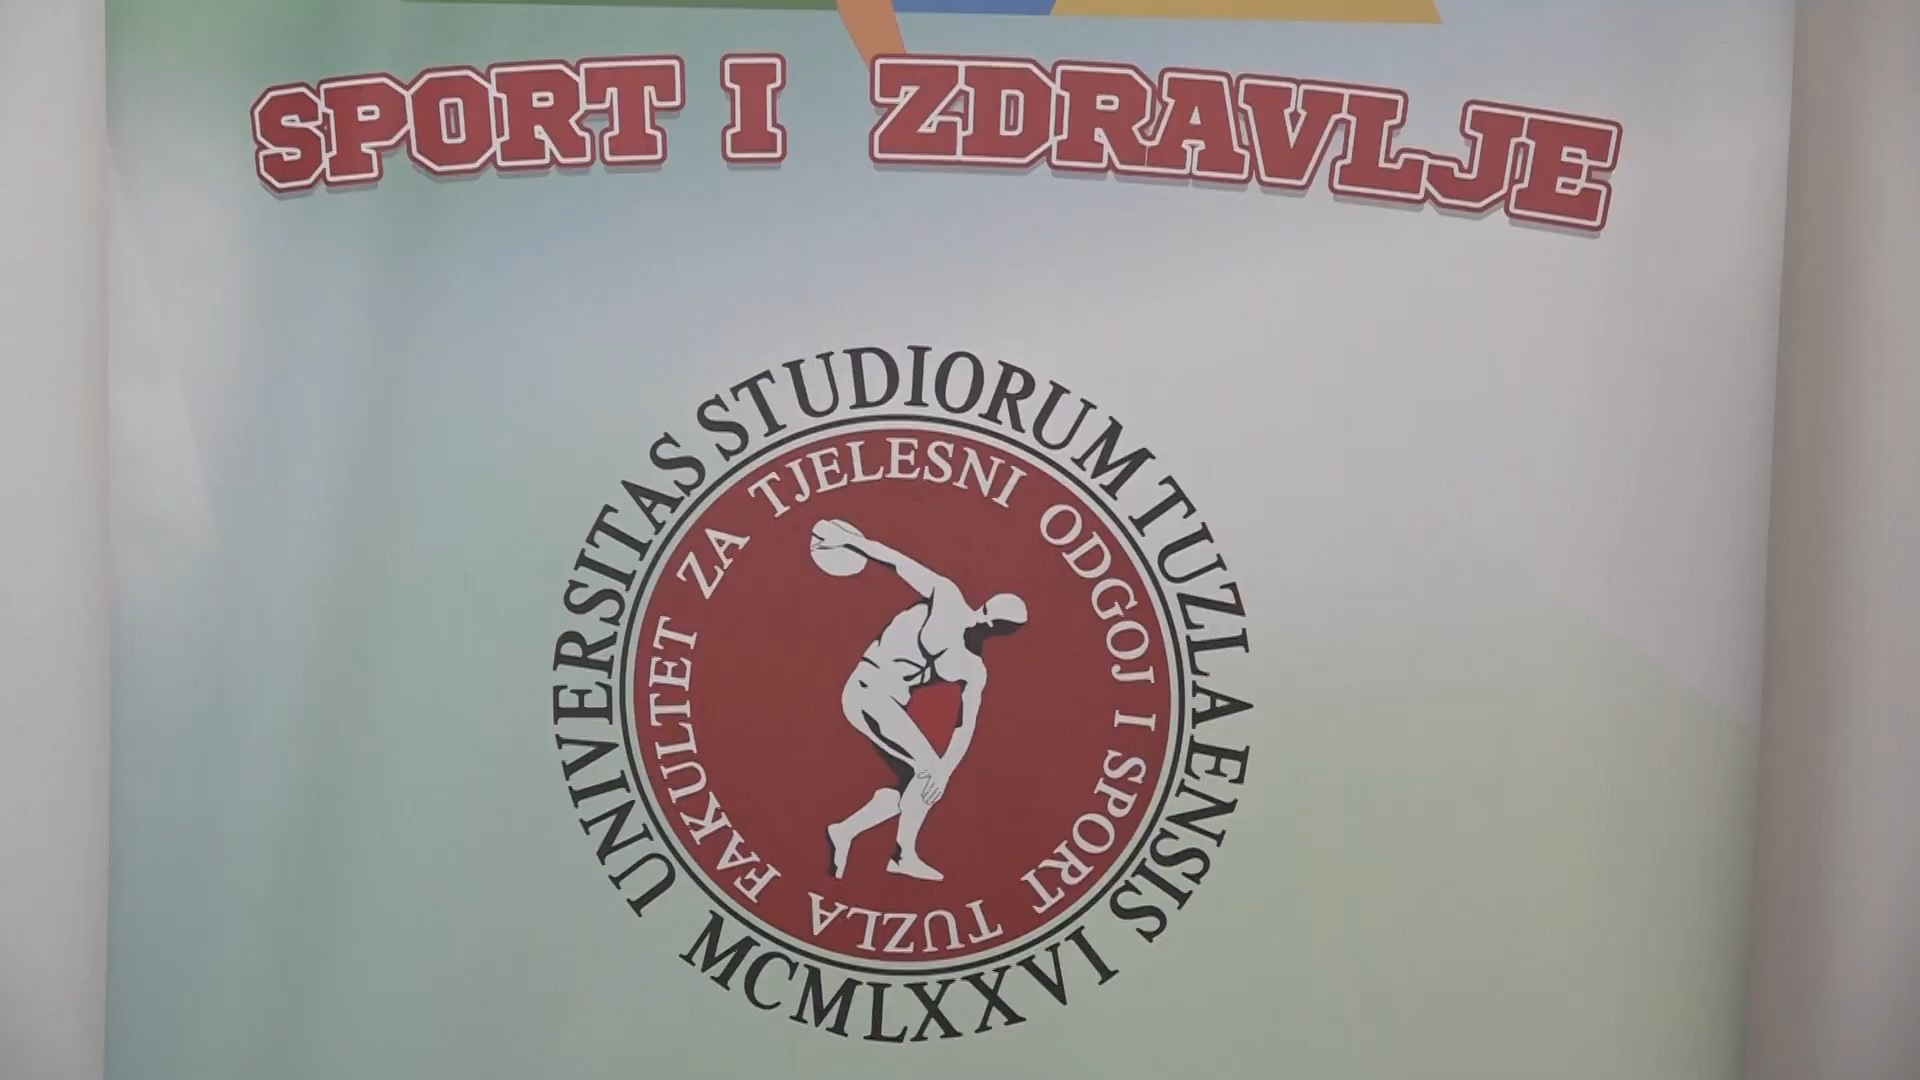 SPORT I ZDRAVLJE
UNIVERSITAS STUDIORUM TUZLAENSIS
MCMLXXVI
FAKULTET ZA TJELESNI ODGOJ I SPORT TUZLA